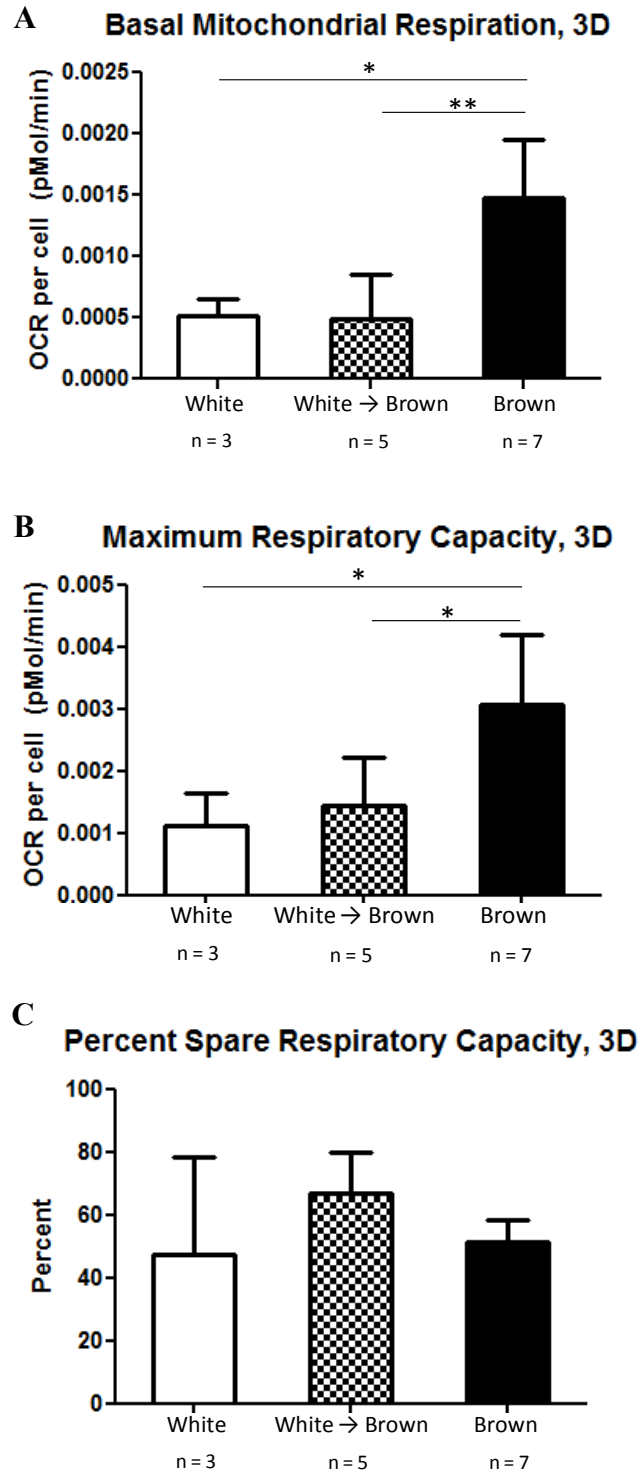 A
Basal Mitochondrial Respiration, 3D
OCR per cell (pMol/min)
0.0025
0.0020
0.0015
0.0010
0.0005
0.0000
*
**
White White → Brown Brown
n = 3 n = 5 n = 7
B
Maximum Respiratory Capacity, 3D
OCR per cell (pMol/min)
0.005
0.004
0.003
0.002
0.001
0.000
*
*
White White → Brown Brown
n = 3 n = 5 n = 7
C
Percent Spare Respiratory Capacity, 3D
Percent
100
80
60
40
20
0
White White → Brown Brown
n = 3 n = 5 n = 7